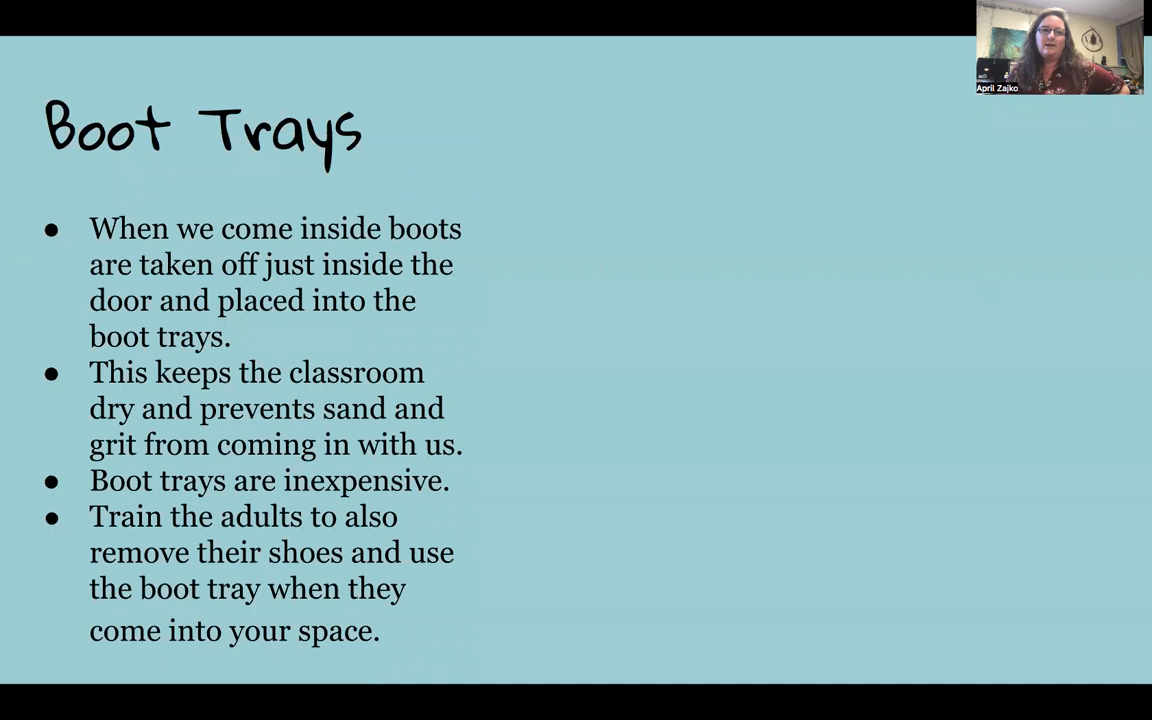 April Zajko
Boot Trays
● When we come inside boots
are taken off just inside the
door and placed into the
boot trays.
● This keeps the classroom
dry and prevents sand and
grit from coming in with us.
● Boot trays are inexpensive.
● Train the adults to also
remove their shoes and use
the boot tray when they
come into your space.